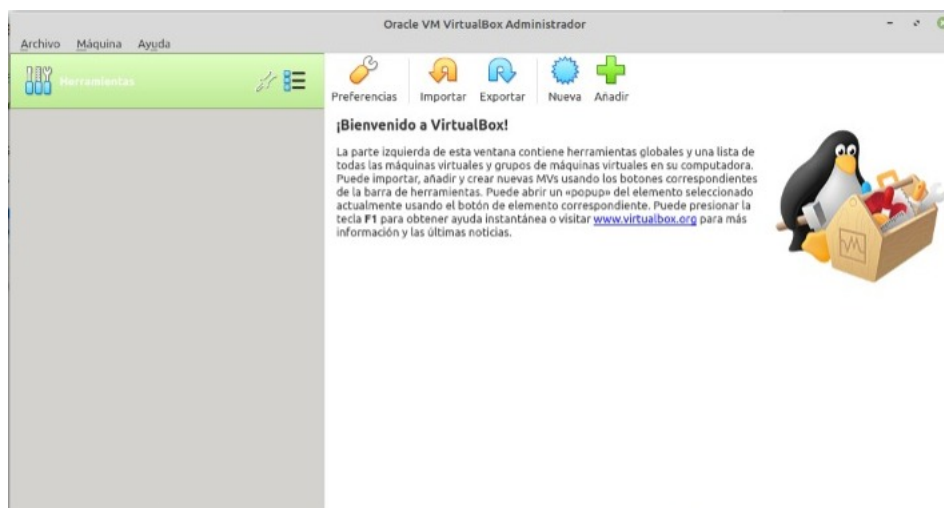 Oracle VM VirtualBox Administrador
Archivo Máquina Ayuda
Herramientas
Preferencias Importar Exportar Nueva Añadir
¡Bienvenido a VirtualBox!
La parte izquierda de esta ventana contiene herramientas globales y una lista de
todas las máquinas virtuales y grupos de máquinas virtuales en su computadora.
Puede importar, añadir y crear nuevas MVs usando los botones correspondientes
de la barra de herramientas. Puede abrir un «popup» del elemento seleccionado
actualmente usando el botón de elemento correspondiente. Puede presionar la
tecla F1 para obtener ayuda instantánea o visitar www.virtualbox.org para más
información y las últimas noticias.